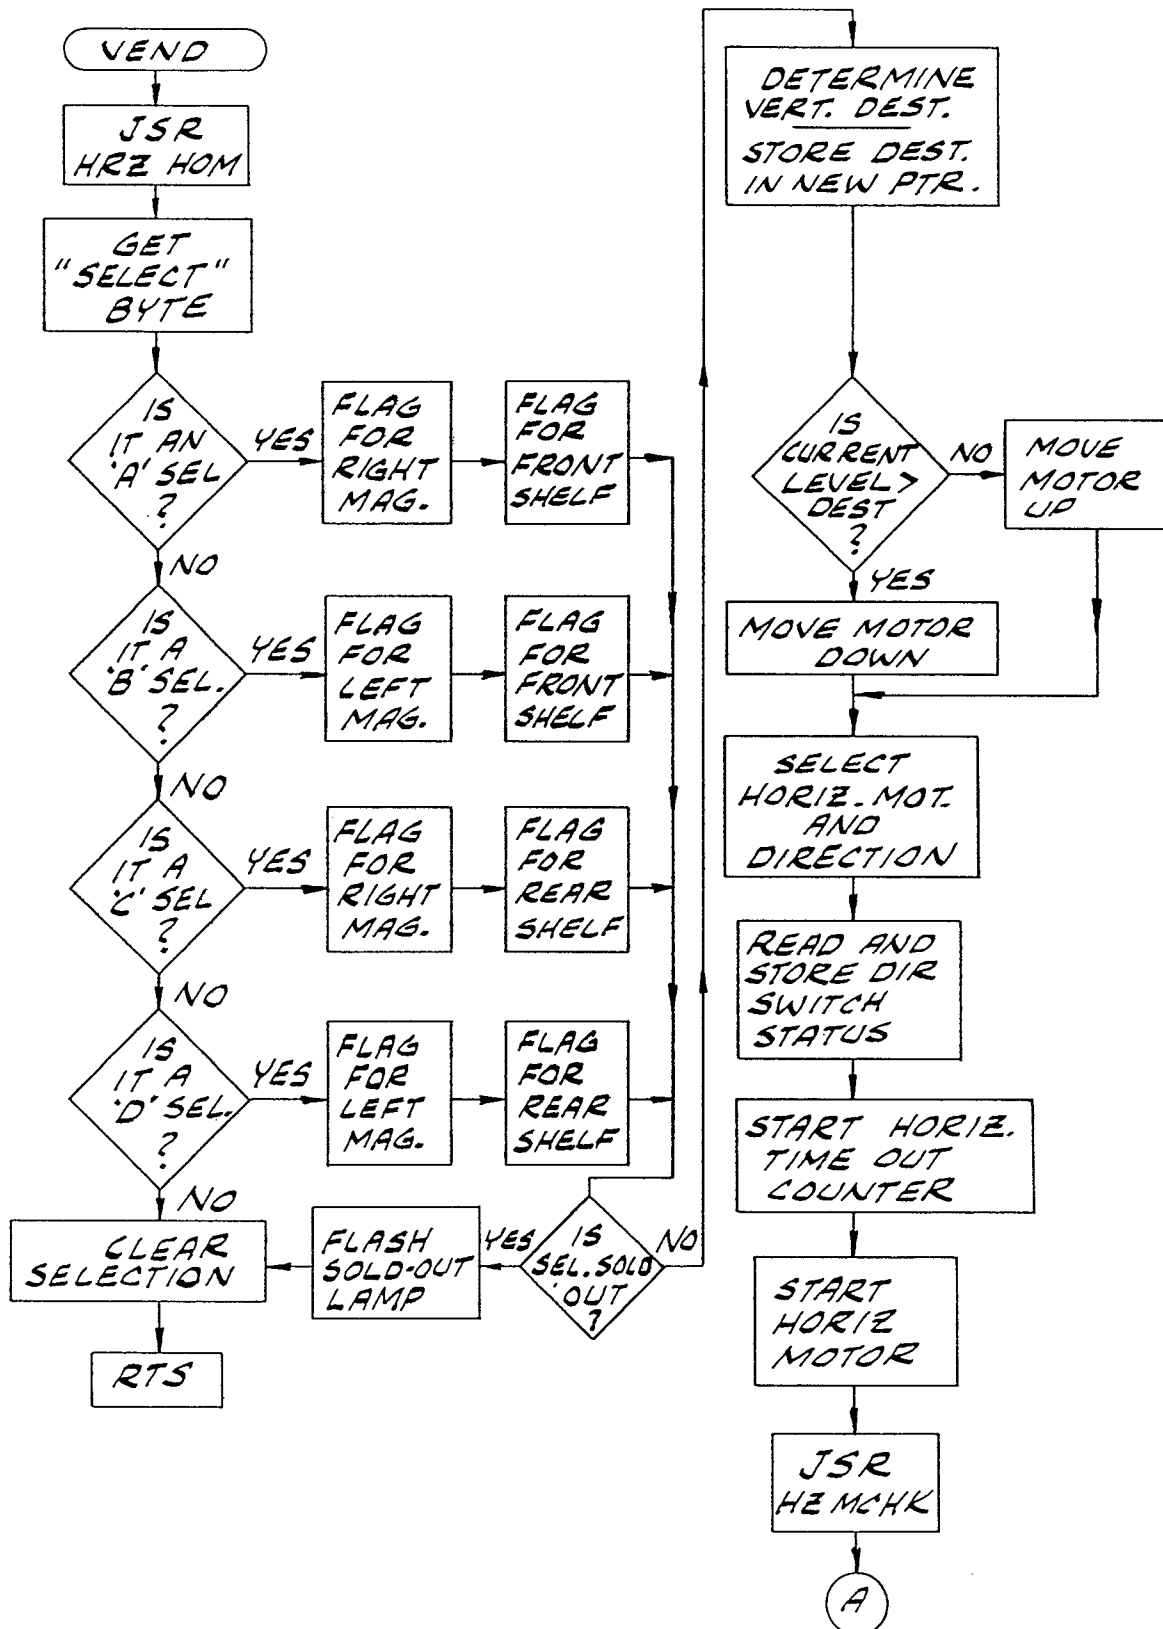 VEND
JSR
HRZ HOM
GET
"SELECT"
BYTE
IS
IT AN
'A' SEL
?
YES
FLAG
FOR
RIGHT
MAG.
FLAG
FOR
FRONT
SHELF
NO
IS
IT A
'B' SEL.
?
YES
FLAG
FOR
LEFT
MAG.
FLAG
FOR
FRONT
SHELF
NO
IS
IT A
'C' SEL
?
YES
FLAG
FOR
RIGHT
MAG.
FLAG
FOR
REAR
SHELF
NO
IS
IT A
'D' SEL.
?
YES
FLAG
FOR
LEFT
MAG.
FLAG
FOR
REAR
SHELF
NO
CLEAR
SELECTION
RTS
FLASH
SOLD-OUT
LAMP
YES
IS
SEL. SOLD
OUT
?
NO
DETERMINE
VERT. DEST.
STORE DEST.
IN NEW PTR.
IS
CURRENT
LEVEL >
DEST
?
NO
MOVE
MOTOR
UP
YES
MOVE MOTOR
DOWN
SELECT
HORIZ. MOT.
AND
DIRECTION
READ AND
STORE DIR
SWITCH
STATUS
START HORIZ.
TIME OUT
COUNTER
START
HORIZ
MOTOR
JSR
HZ MCHK
A